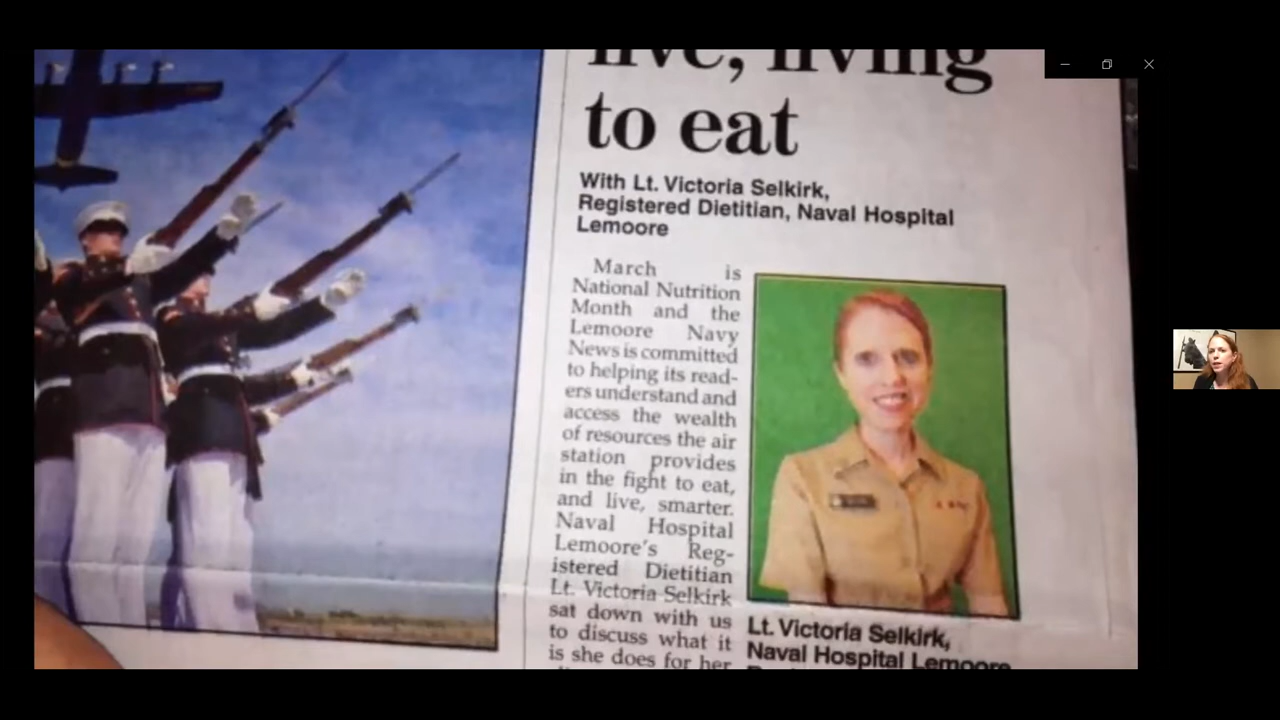 live, living
to eat
With Lt. Victoria Selkirk,
Registered Dietitian, Naval Hospital
Lemoore
March is
National Nutrition
Month and the
Lemoore Navy
News is committed
to helping its read-
ers understand and
access the wealth
of resources the air
station provides
in the fight to eat,
and live, smarter.
Naval Hospital
Lemoore's Reg-
istered Dietitian
Lt. Victoria Selkirk
sat down with us
to discuss what it
is she does for her
Lt. Victoria Selkirk,
Naval Hospital Lemoore